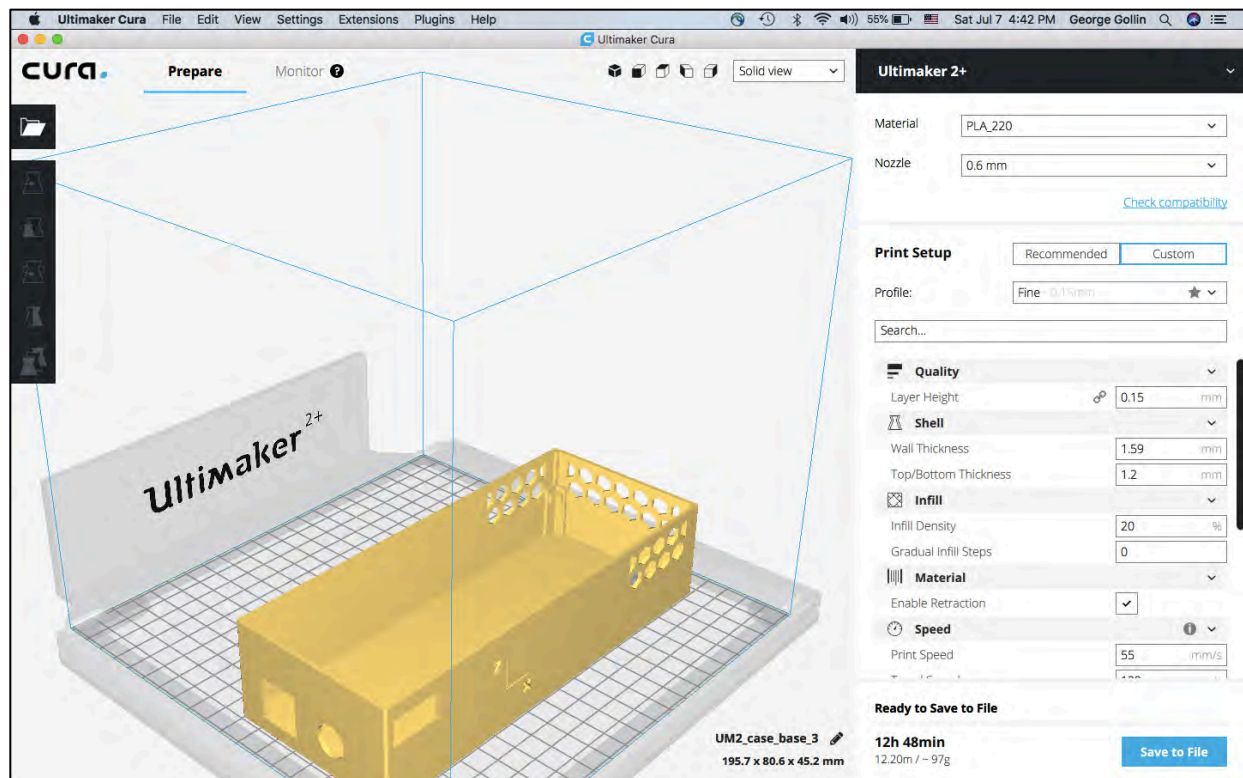 Ultimaker Cura File Edit View Settings Extensions Plugins Help 55% Sat Jul 7 4:42 PM George Gollin
Ultimaker Cura
cura. Prepare Monitor ? Solid view
Ultimaker 2+
Material PLA_220
Nozzle 0.6 mm
Check compatibility
Print Setup Recommended Custom
Profile: Fine 0.15mm
Search...
Quality
Layer Height 0.15 mm
Shell
Wall Thickness 1.59 mm
Top/Bottom Thickness 1.2 mm
Infill
Infill Density 20 %
Gradual Infill Steps 0
Material
Enable Retraction
Speed
Print Speed 55 mm/s
Ultimaker 2+
UM2_case_base_3
195.7 x 80.6 x 45.2 mm
Ready to Save to File
12h 48min
12.20m / ~ 97g
Save to File